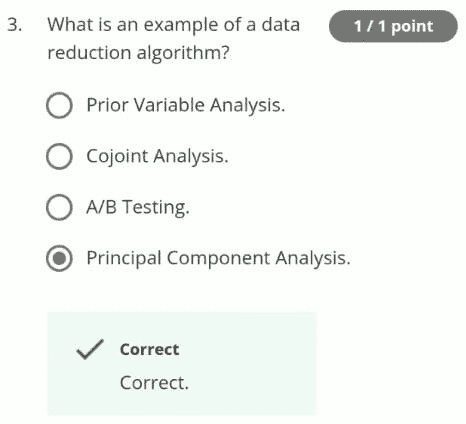 3. What is an example of a data
1 / 1 point
reduction algorithm?
Prior Variable Analysis.
Cojoint Analysis.
A/B Testing.
Principal Component Analysis.
Correct
Correct.